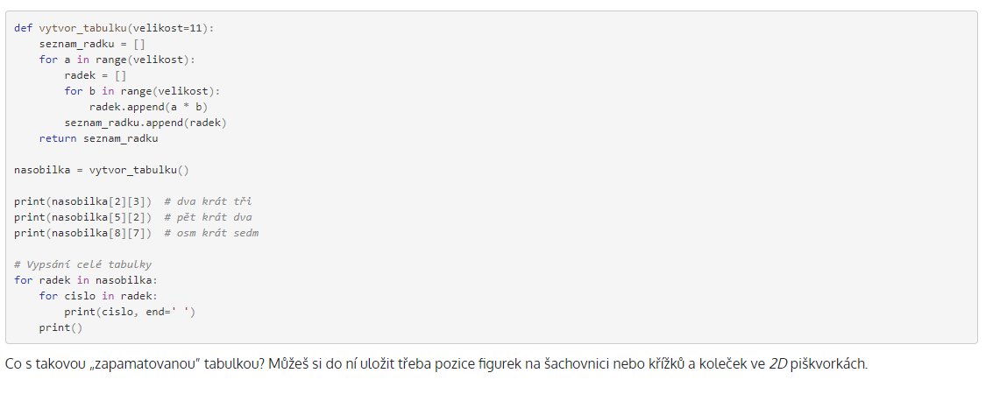 def vytvor_tabulku(velikost=11):
    seznam_radku = []
    for a in range(velikost):
        radek = []
        for b in range(velikost):
            radek.append(a * b)
        seznam_radku.append(radek)
    return seznam_radku

nasobilka = vytvor_tabulku()

print(nasobilka[2][3])  # dva krát tři
print(nasobilka[5][2])  # pět krát dva
print(nasobilka[8][7])  # osm krát sedm

# Vypsání celé tabulky
for radek in nasobilka:
    for cislo in radek:
        print(cislo, end=' ')
    print()
Co s takovou „zapamatovanou” tabulkou? Můžeš si do ní uložit třeba pozice figurek na šachovnici nebo křížků a koleček ve 2D piškvorkách.